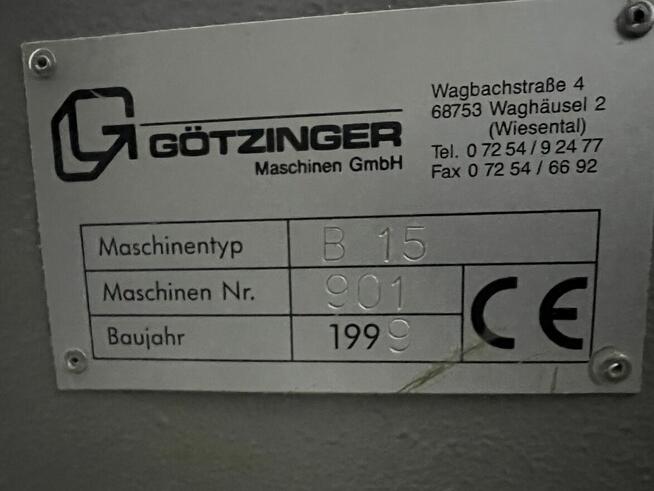 GÖTZINGER
Maschinen GmbH
Wagbachstraße 4
68753 Waghäusel 2
(Wiesental)
Tel. 0 72 54 / 9 24 77
Fax 0 72 54 / 66 92
Maschinentyp B 15
Maschinen Nr. 901
Baujahr 1999
CE